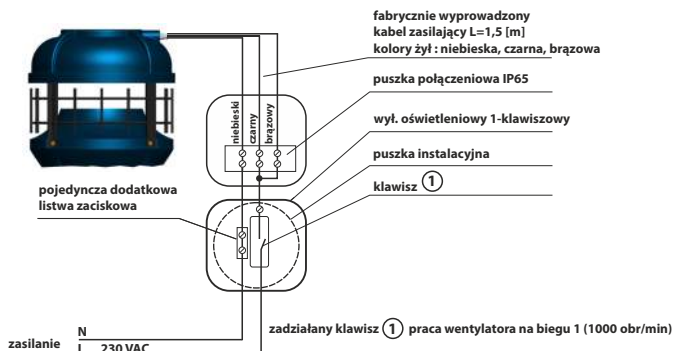 fabrycznie wyprowadzony
kabel zasilający L=1,5 [m]
kolory żył : niebieska, czarna, brązowa
puszka połączeniowa IP65
niebieski
czarny
brązowy
wył. oświetleniowy 1-klawiszowy
puszka instalacyjna
klawisz 1
pojedyncza dodatkowa
listwa zaciskowa
zadziałany klawisz 1 praca wentylatora na biegu 1 (1000 obr/min)
N
zasilanie
L 230 VAC